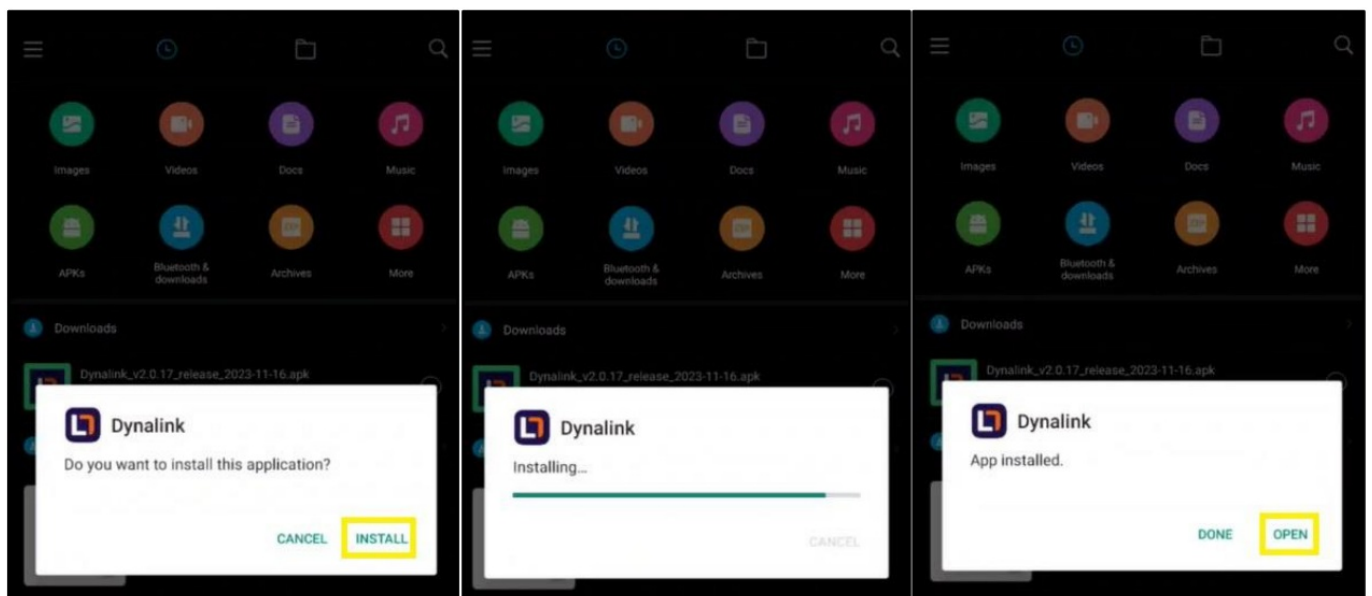 Images Videos Docs Music
APKs Bluetooth & downloads Archives More
Downloads
Dynalink_v2.0.17_release_2023-11-16.apk
Dynalink
Do you want to install this application?
CANCEL INSTALL
Images Videos Docs Music
APKs Bluetooth & downloads Archives More
Downloads
Dynalink_v2.0.17_release_2023-11-16.apk
Dynalink
Installing...
CANCEL
Images Videos Docs Music
APKs Bluetooth & downloads Archives More
Downloads
Dynalink_v2.0.17_release_2023-11-16.apk
Dynalink
App installed.
DONE OPEN